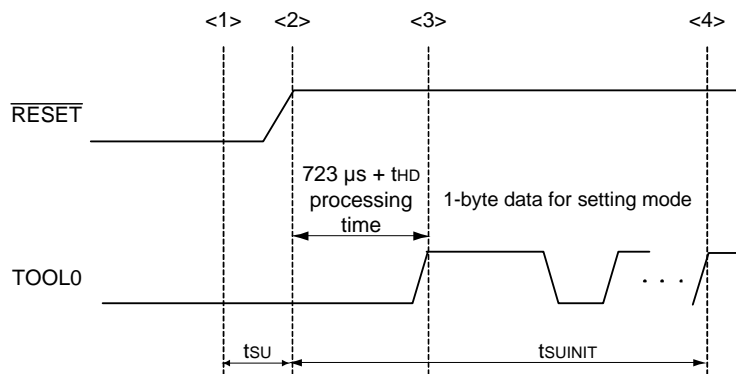 <1> <2> <3> <4>
RESET
723 µs + tHD
processing
time
1-byte data for setting mode
TOOL0
. . .
tSU tSUINIT